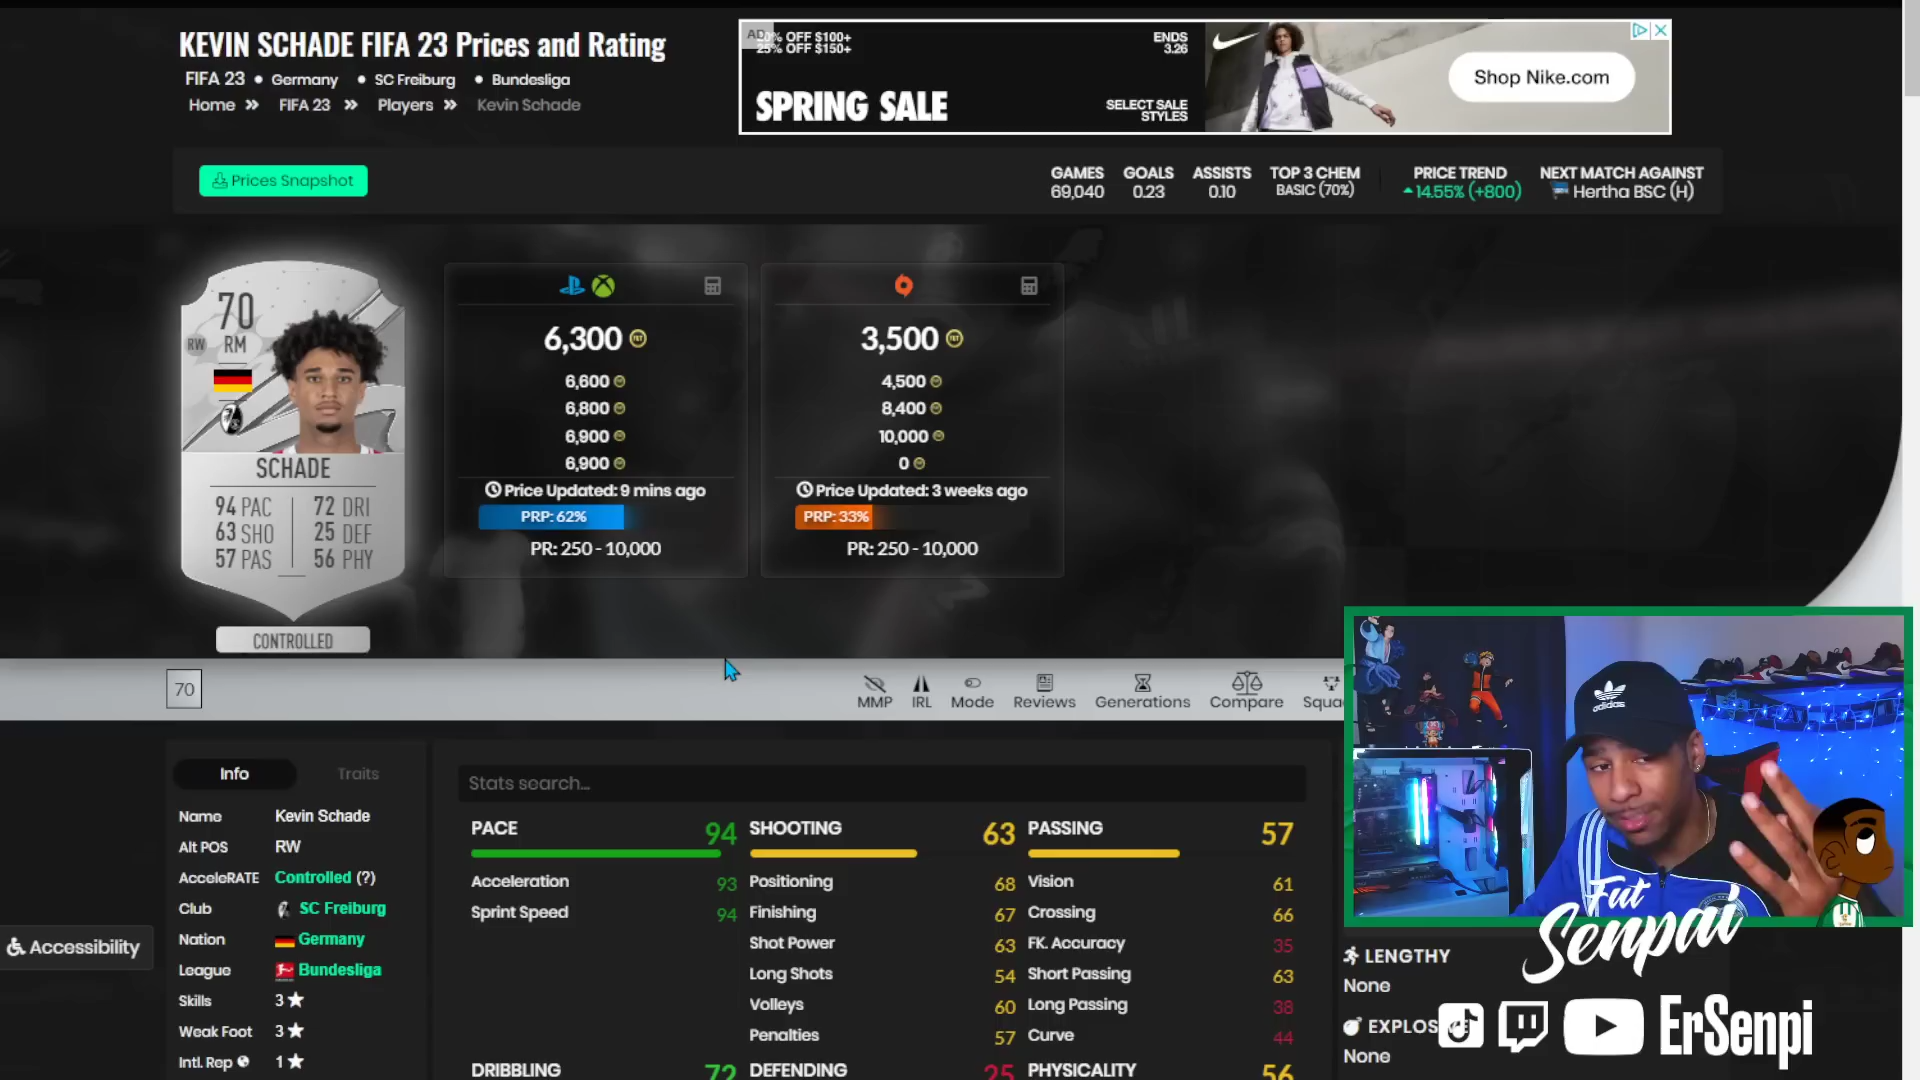 KEVIN SCHADE FIFA 23 Prices and Rating
FIFA 23 • Germany • SC Freiburg • Bundesliga
Home » FIFA 23 » Players » Kevin Schade
AD
% OFF $100+
25% OFF $150+
ENDS
3.26
SPRING SALE
SELECT SALE
STYLES
Shop Nike.com
Prices Snapshot
GAMES
69,040
GOALS
0.23
ASSISTS
0.10
TOP 3 CHEM
BASIC (70%)
PRICE TREND
14.55% (+800)
NEXT MATCH AGAINST
Hertha BSC (H)
70
RM
RW
SCHADE
94 PAC 72 DRI
63 SHO 25 DEF
57 PAS 56 PHY
CONTROLLED
6,300
6,600
6,800
6,900
6,900
Price Updated: 9 mins ago
PRP: 62%
PR: 250 - 10,000
3,500
4,500
8,400
10,000
0
Price Updated: 3 weeks ago
PRP: 33%
PR: 250 - 10,000
70
MMP
IRL
Mode
Reviews
Generations
Compare
Info
Traits
Name Kevin Schade
Alt POS RW
AcceleRATE Controlled (?)
Club SC Freiburg
Nation Germany
League Bundesliga
Skills 3
Weak Foot 3
Intl. Rep 1
Accessibility
Stats search...
PACE 94
Acceleration 93
Sprint Speed 94
SHOOTING 63
Positioning 68
Finishing 67
Shot Power 63
Long Shots 54
Volleys 60
Penalties 57
PASSING 57
Vision 61
Crossing 66
FK. Accuracy 35
Short Passing 63
Long Passing 38
Curve 44
DRIBBLING 72
DEFENDING 25
PHYSICALITY 56
LENGTHY
None
None
adidas
Fut
Senpai
ErSenpi